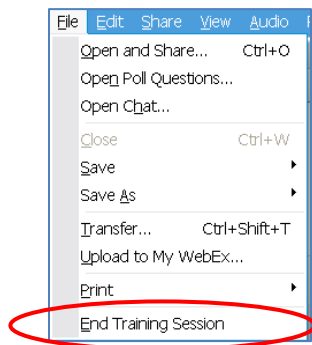 File Edit Share View Audio
Open and Share... Ctrl+O
Open Poll Questions...
Open Chat...
Close Ctrl+W
Save
Save As
Transfer... Ctrl+Shift+T
Upload to My WebEx...
Print
End Training Session